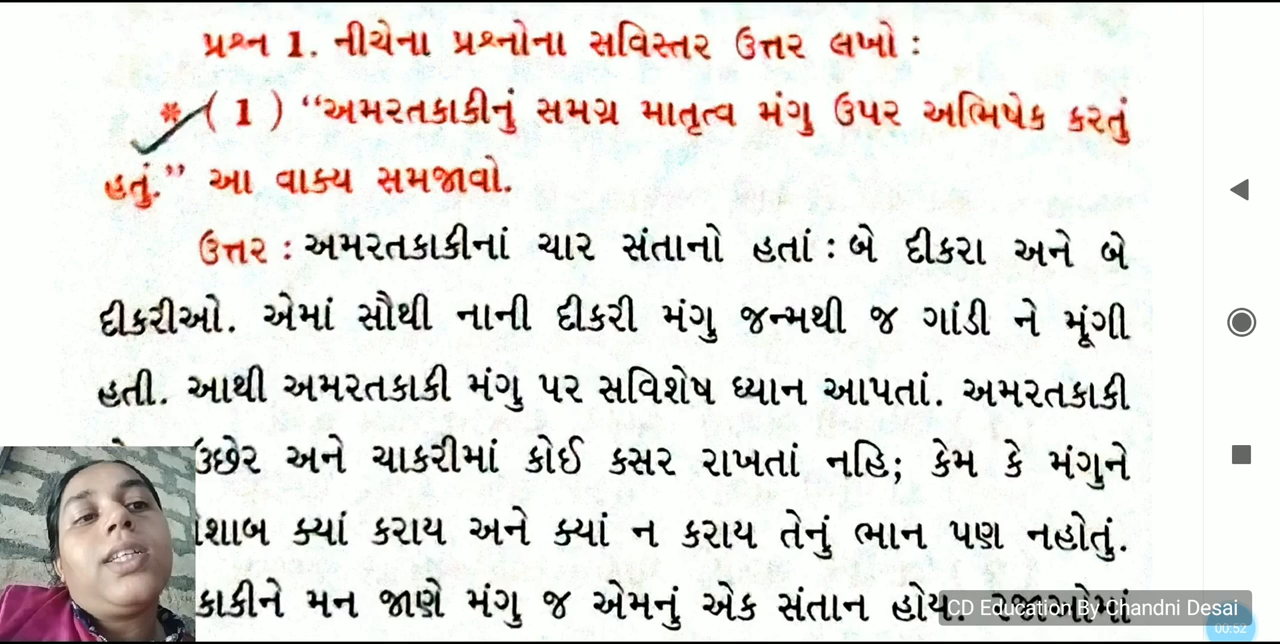 પ્રશ્ન 1. નીચેના પ્રશ્નોના સવિસ્તર ઉત્તર લખો :
* ( 1 ) “અમરતકાકીનું સમગ્ર માતૃત્વ મંગુ ઉપર અભિષેક કરતું
હતું.” આ વાક્ય સમજાવો.
ઉત્તર : અમરતકાકીનાં ચાર સંતાનો હતાં : બે દીકરા અને બે
દીકરીઓ. એમાં સૌથી નાની દીકરી મંગુ જન્મથી જ ગાંડી ને મૂંગી
હતી. આથી અમરતકાકી મંગુ પર સવિશેષ ધ્યાન આપતાં. અમરતકાકી
ઉછેર અને ચાકરીમાં કોઈ કસર રાખતાં નહિ; કેમ કે મંગુને
શાબ ક્યાં કરાય અને ક્યાં ન કરાય તેનું ભાન પણ નહોતું.
કાકીને મન જાણે મંગુ જ એમનું એક સંતાન હોય. રજાઓમાં
CD Education By Chandni Desai
00:52